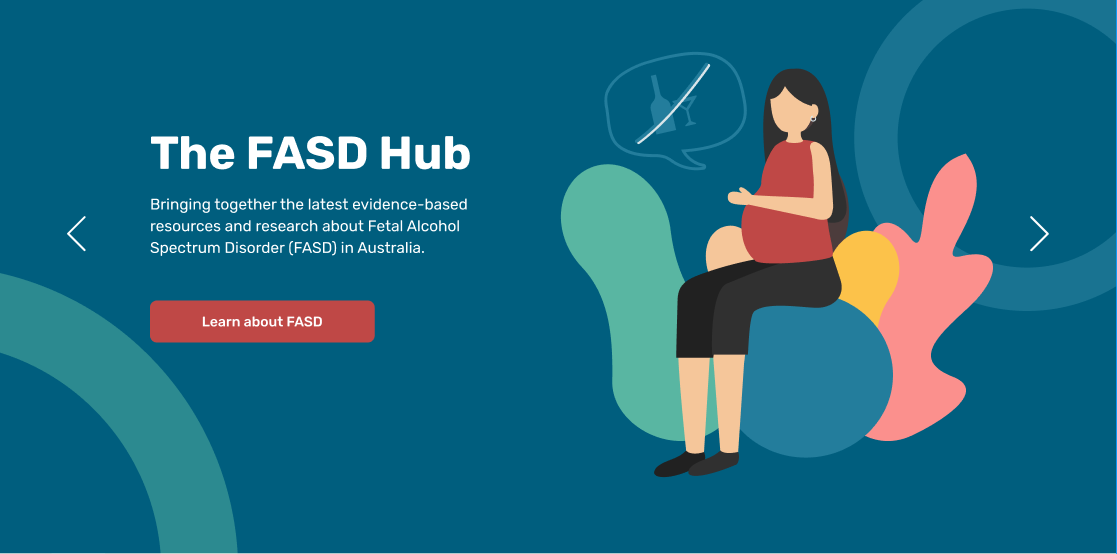 The FASD Hub
Bringing together the latest evidence-based
resources and research about Fetal Alcohol
Spectrum Disorder (FASD) in Australia.
Learn about FASD